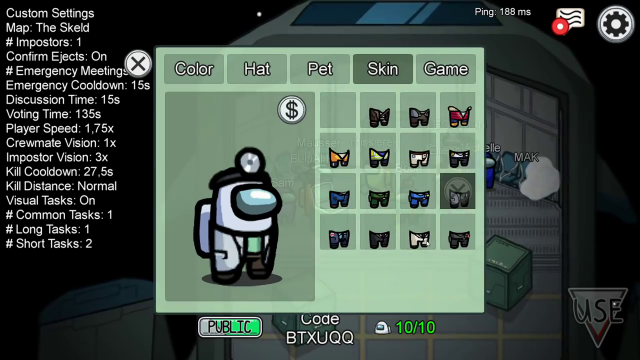 Custom Settings
Map: The Skeld
# Impostors: 1
Confirm Ejects: On
# Emergency Meetings
Emergency Cooldown: 15s
Discussion Time: 15s
Voting Time: 135s
Player Speed: 1,75x
Crewmate Vision: 1x
Impostor Vision: 3x
Kill Cooldown: 27,5s
Kill Distance: Normal
Visual Tasks: On
# Common Tasks: 1
# Long Tasks: 1
# Short Tasks: 2
Ping: 188 ms
Color Hat Pet Skin Game
$
MAK
USE
PUBLIC
Code
BTXUQQ
10/10